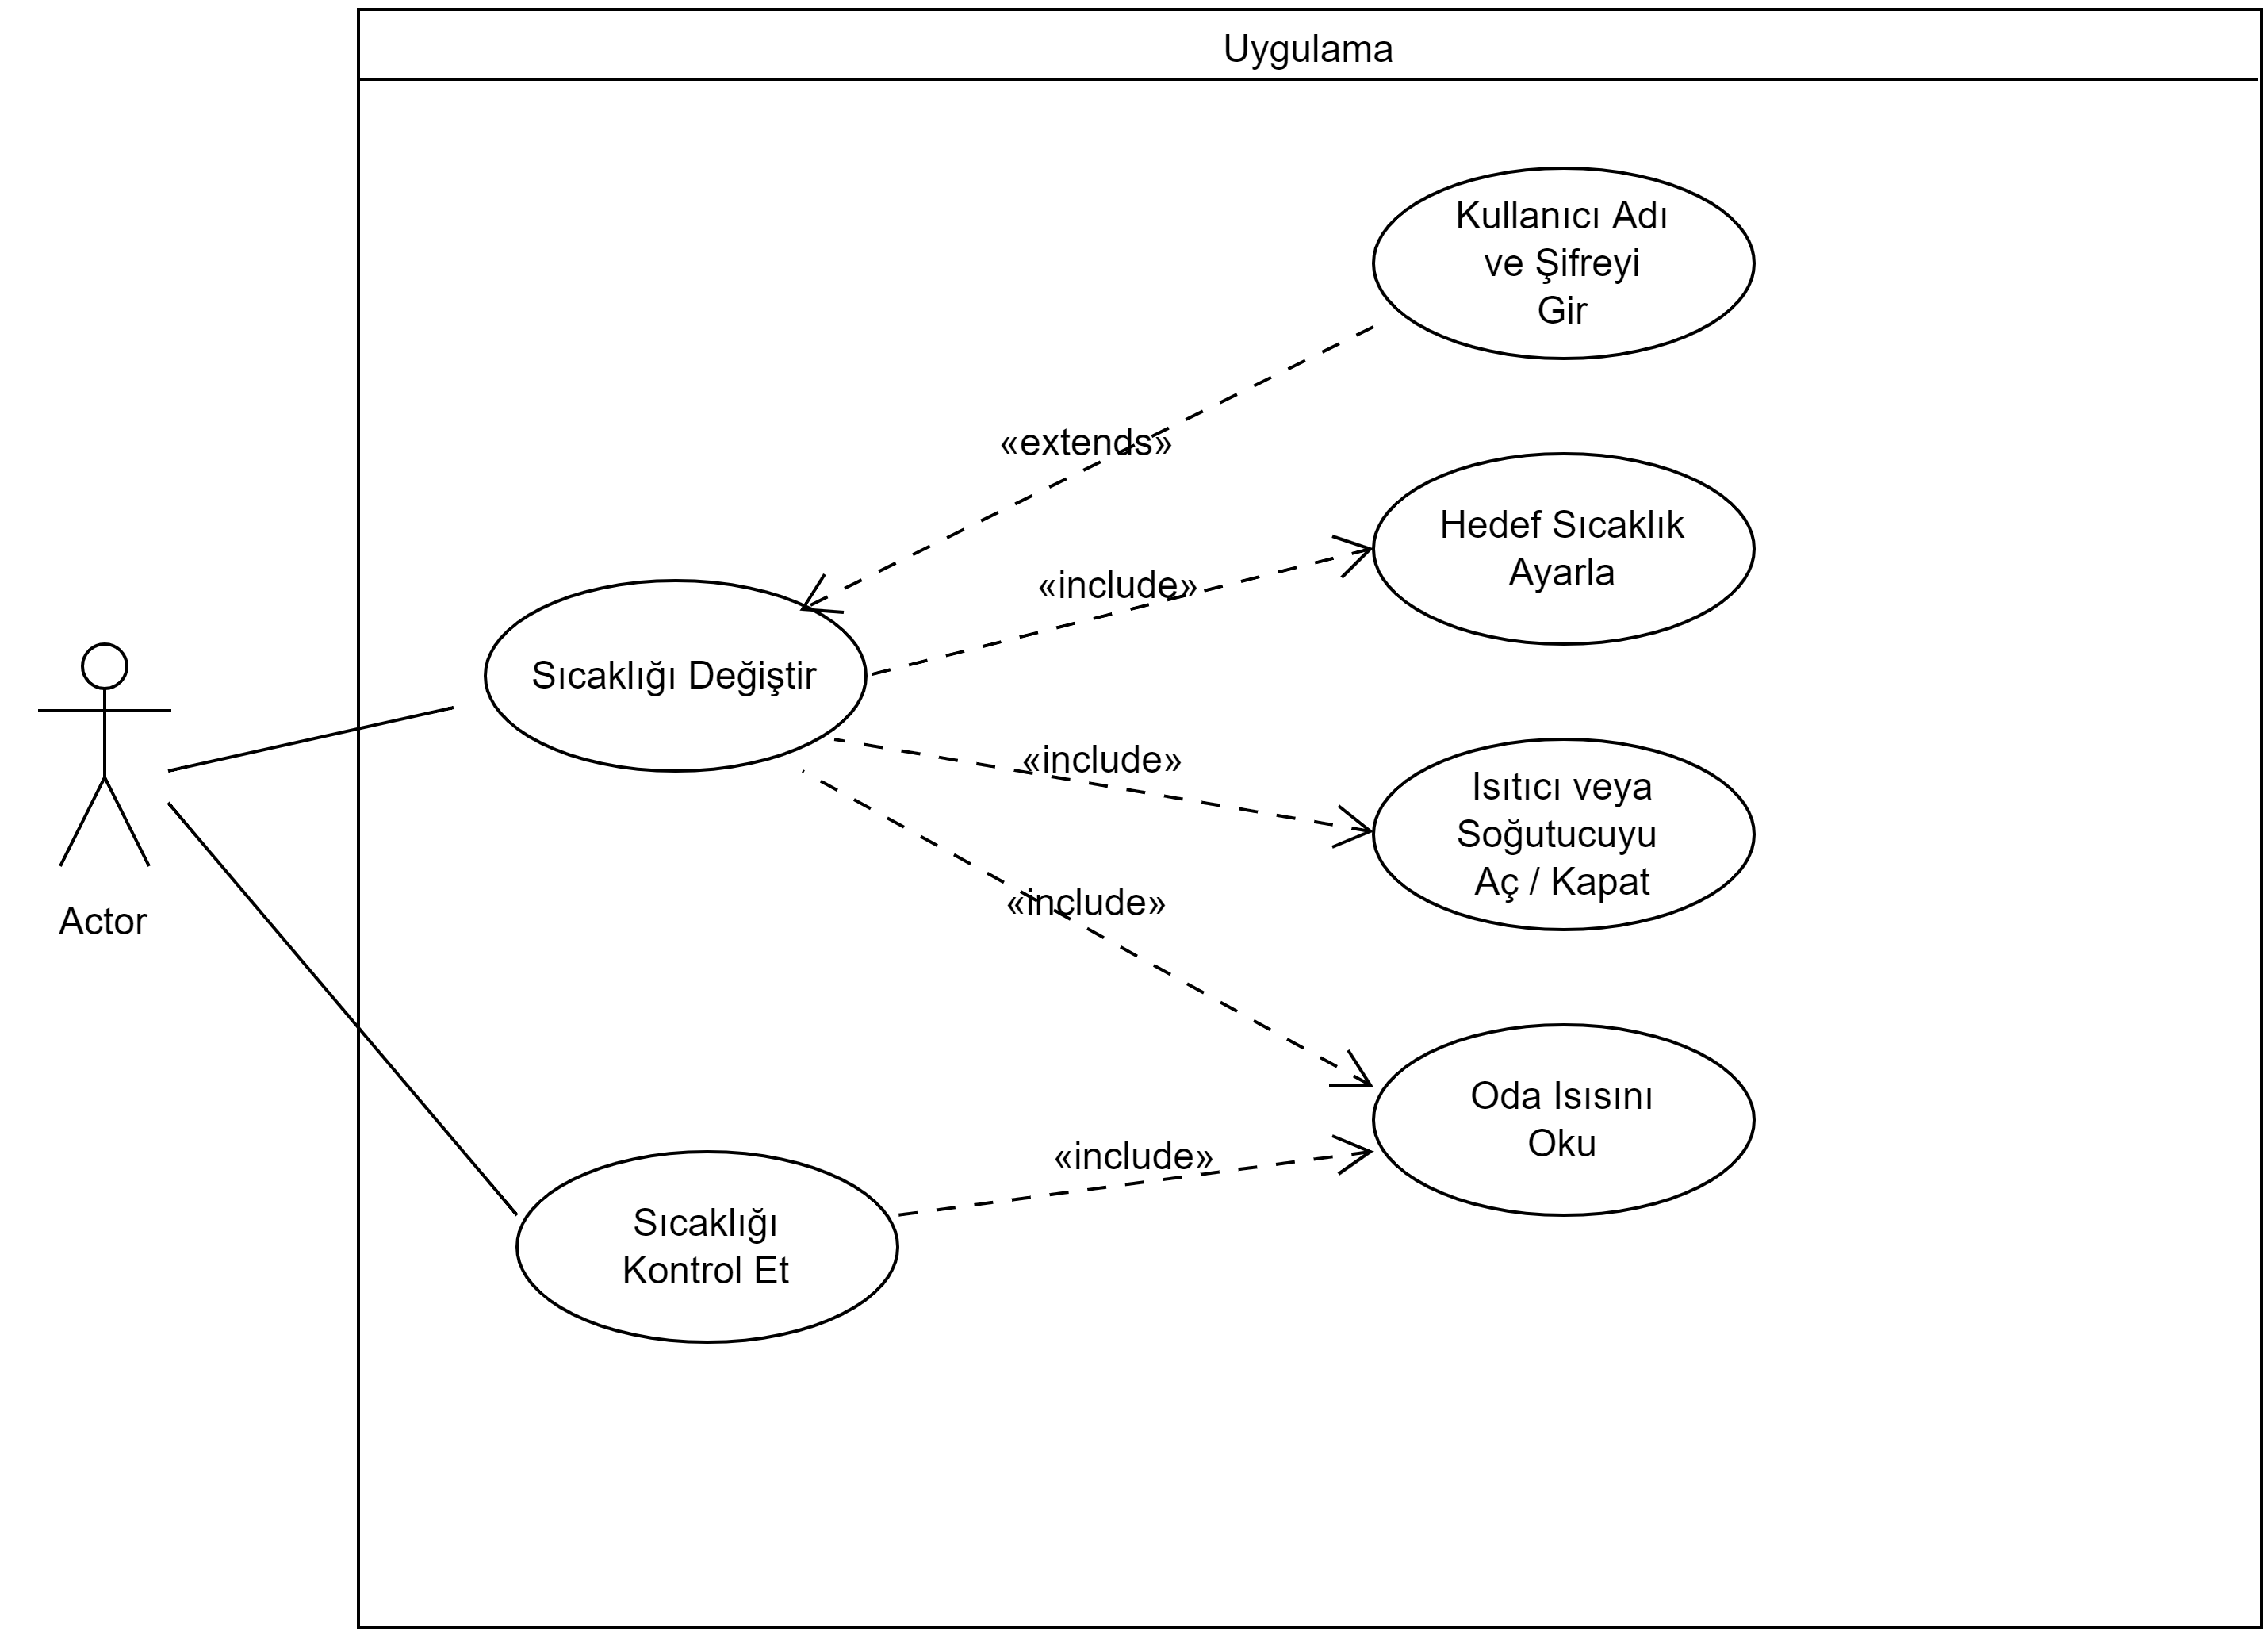 Uygulama
Kullanıcı Adı
ve Şifreyi
Gir
«extends»
Hedef Sıcaklık
Ayarla
«include»
Sıcaklığı Değiştir
«include»
Isıtıcı veya
Soğutucuyu
Aç / Kapat
«include»
Actor
Oda Isısını
Oku
«include»
Sıcaklığı
Kontrol Et